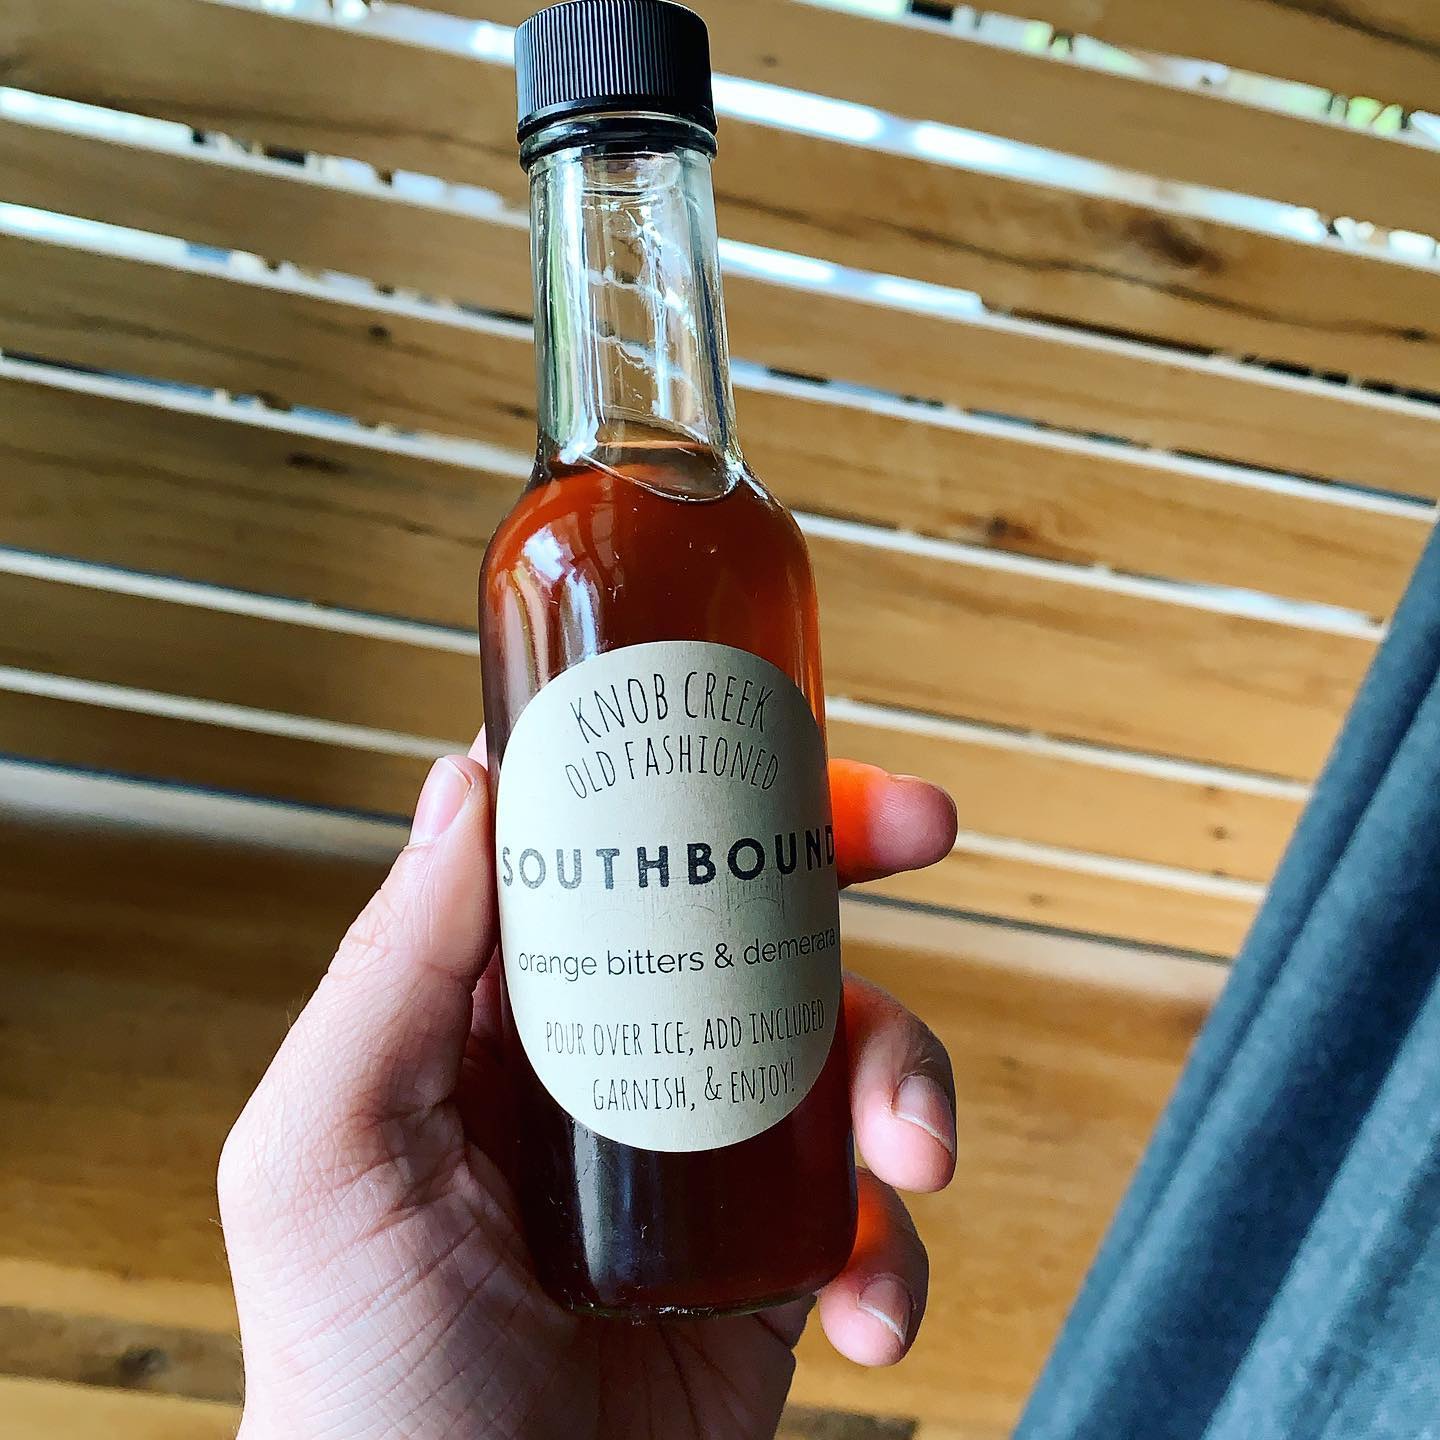 KNOB CREEK
OLD FASHIONED
SOUTHBOUND
orange bitters & demerara
POUR OVER ICE, ADD INCLUDED
GARNISH, & ENJOY!